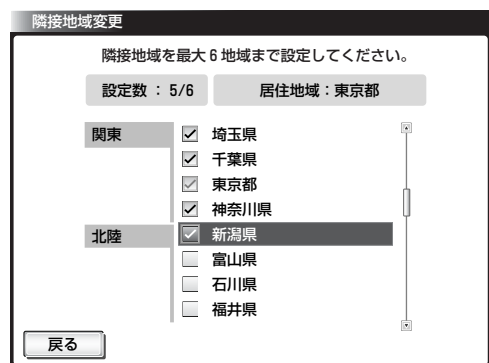 隣接地域変更
隣接地域を最大6地域まで設定してください。
設定数：5/6 居住地域：東京都
関東 埼玉県
千葉県
東京都
神奈川県
北陸 新潟県
富山県
石川県
福井県
戻る